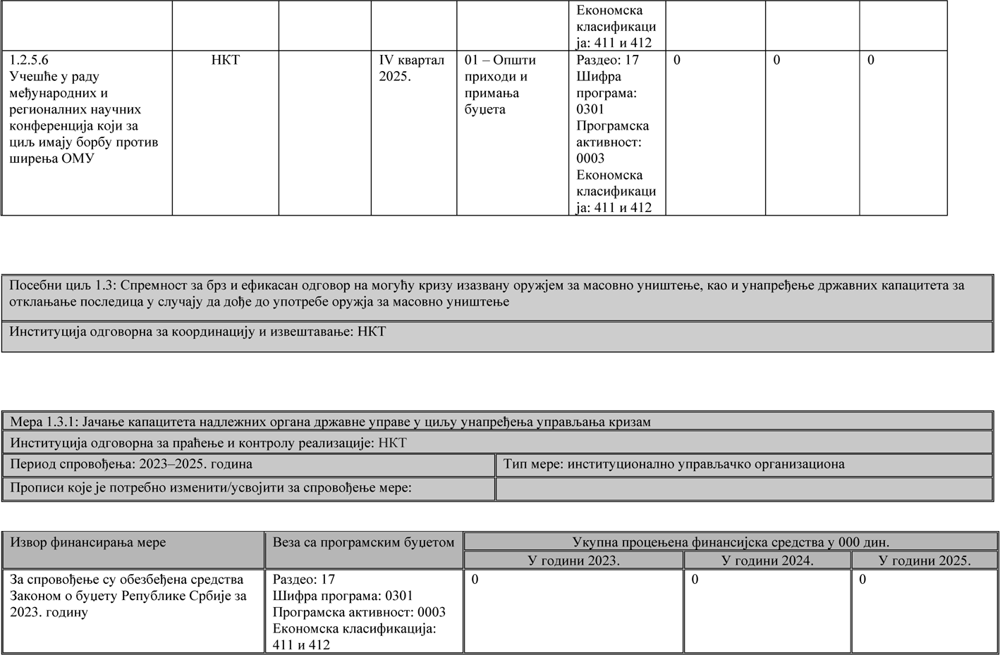 Економска
класификаци
ја: 411 и 412
1.2.5.6
Учешће у раду
међународних и
регионалних научних
конференција који за
циљ имају борбу против
ширења ОМУ
НКТ
IV квартал
2025.
01 – Општи
приходи и
примања
буџета
Раздео: 17
Шифра
програма:
0301
Програмска
активност:
0003
Економска
класификаци
ја: 411 и 412
0
0
0
Посебни циљ 1.3: Спремност за брз и ефикасан одговор на могућу кризу изазвану оружјем за масовно уништење, као и унапређење државних капацитета за
отклањање последица у случају да дође до употребе оружја за масовно уништење
Институција одговорна за координацију и извештавање: НКТ
Мера 1.3.1: Јачање капацитета надлежних органа државне управе у циљу унапређења управљања кризам
Институција одговорна за праћење и контролу реализације: НКТ
Период спровођења: 2023–2025. година
Тип мере: институционално управљачко организациона
Прописи које је потребно изменити/усвојити за спровођење мере:
Извор финансирања мере
Веза са програмским буџетом
Укупна процењена финансијска средства у 000 дин.
У години 2023.
У години 2024.
У години 2025.
За спровођење су обезбеђена средства
Законом о буџету Републике Србије за
2023. годину
Раздео: 17
Шифра програма: 0301
Програмска активност: 0003
Економска класификација:
411 и 412
0
0
0